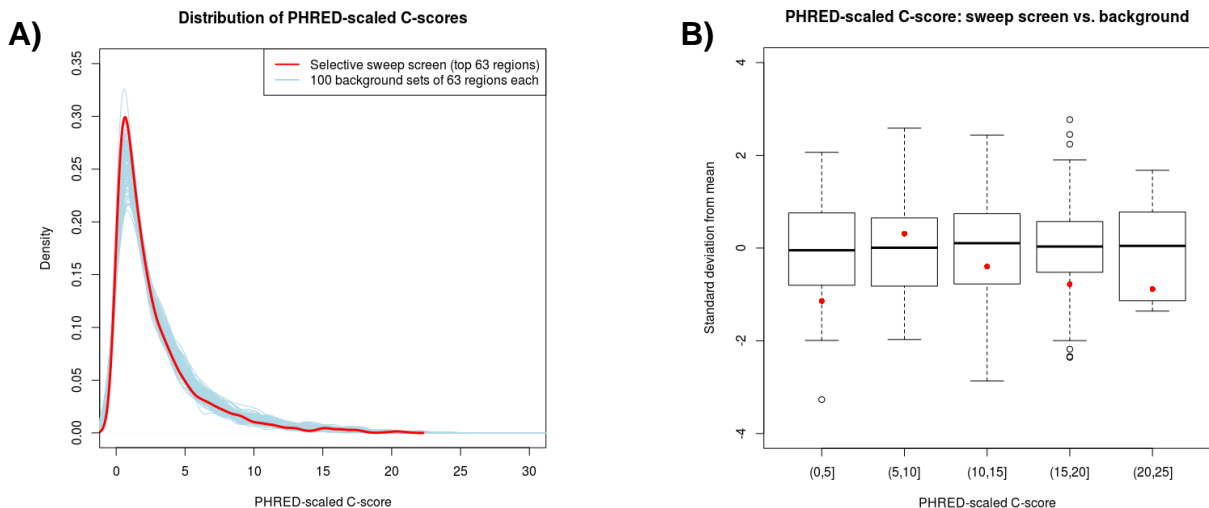 A)
Distribution of PHRED-scaled C-scores
Selective sweep screen (top 63 regions)
100 background sets of 63 regions each
Density
0.35
0.30
0.25
0.20
0.15
0.10
0.05
0.00
0 5 10 15 20 25 30
PHRED-scaled C-score
B)
PHRED-scaled C-score: sweep screen vs. background
Standard deviation from mean
4
2
0
-2
-4
(0,5] (5,10] (10,15] (15,20] (20,25]
PHRED-scaled C-score